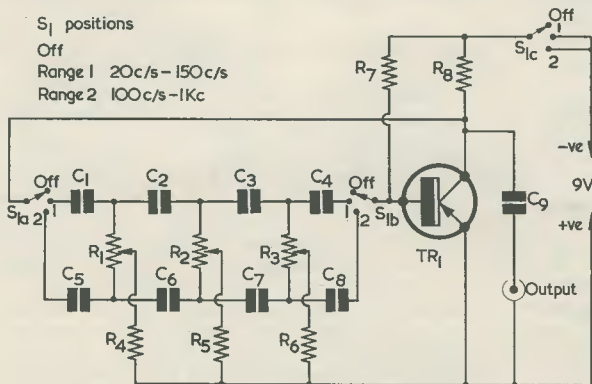 S1 positions
Off
Range 1 20c/s–150c/s
Range 2 100c/s–1Kc
Off
1
S1c
2
R7
R8
–ve
9V
+ve
C1
C2
C3
C4
Off
Off
S1a 2
1
1
2
S1b
C9
TR1
R1
R2
R3
C5
C6
C7
C8
R4
R5
R6
Output